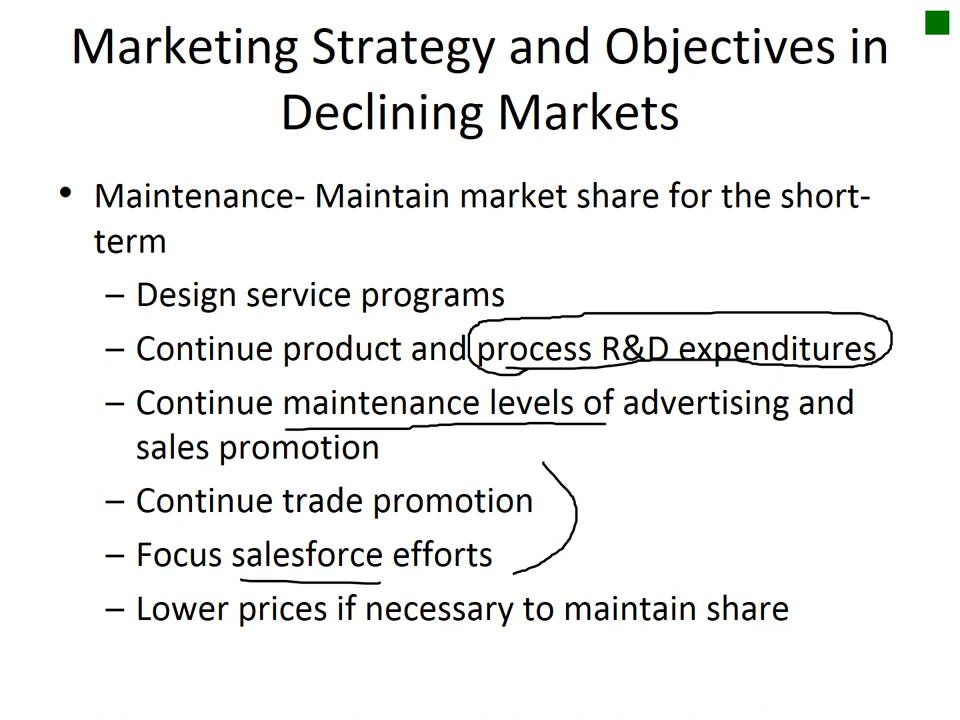 Marketing Strategy and Objectives in
Declining Markets
• Maintenance- Maintain market share for the short-
term
– Design service programs
– Continue product and process R&D expenditures
– Continue maintenance levels of advertising and
sales promotion
– Continue trade promotion
– Focus salesforce efforts
– Lower prices if necessary to maintain share